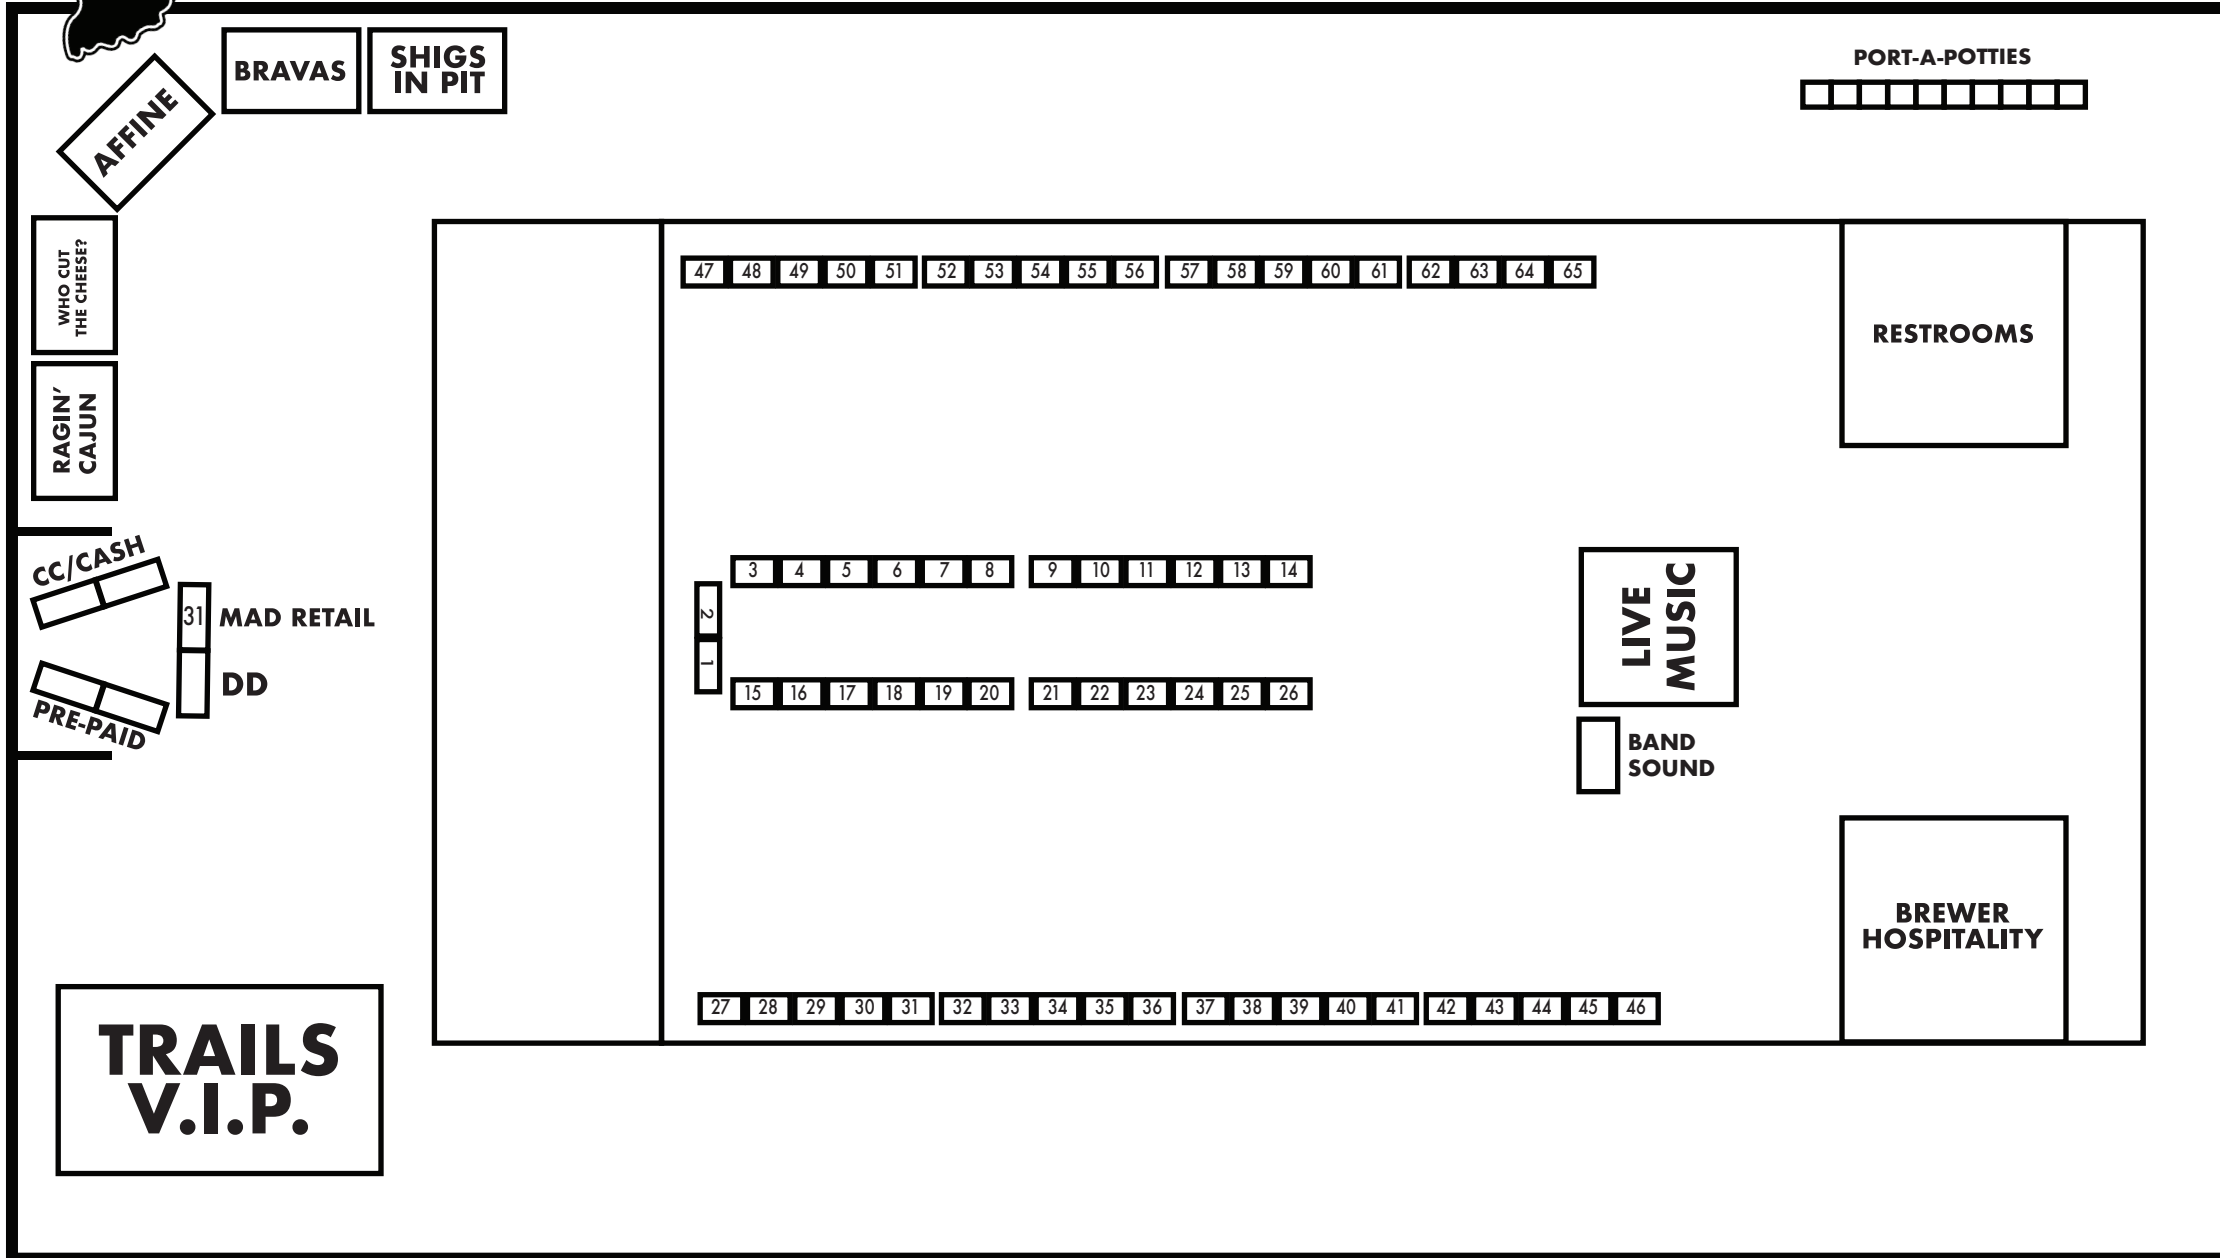 BRAVAS
SHIGS
IN PIT
PORT-A-POTTIES
AFFINE
WHO CUT
THE CHEESE?
RAGIN'
CAJUN
47 48 49 50 51 52 53 54 55 56 57 58 59 60 61 62 63 64 65
RESTROOMS
CC/CASH
31 MAD RETAIL
DD
PRE-PAID
3 4 5 6 7 8 9 10 11 12 13 14
2
1
15 16 17 18 19 20 21 22 23 24 25 26
LIVE
MUSIC
BAND
SOUND
BREWER
HOSPITALITY
27 28 29 30 31 32 33 34 35 36 37 38 39 40 41 42 43 44 45 46
TRAILS
V.I.P.